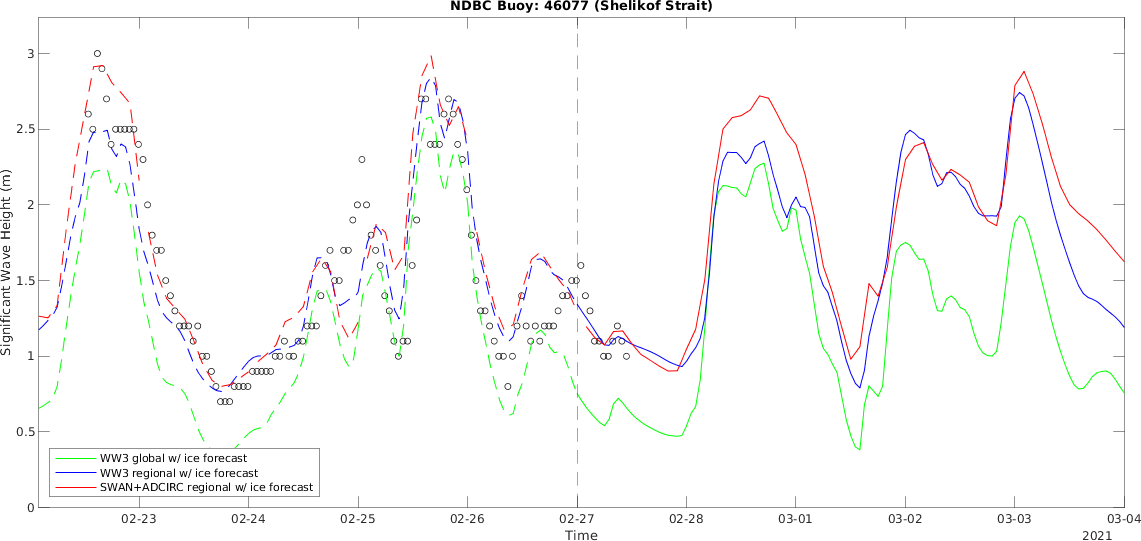 NDBC Buoy: 46077 (Shelikof Strait)
Significant Wave Height (m)
3
2.5
2
1.5
1
0.5
0
WW3 global w/ ice forecast
WW3 regional w/ ice forecast
SWAN+ADCIRC regional w/ ice forecast
02-23 02-24 02-25 02-26 02-27 02-28 03-01 03-02 03-03 03-04
Time
2021